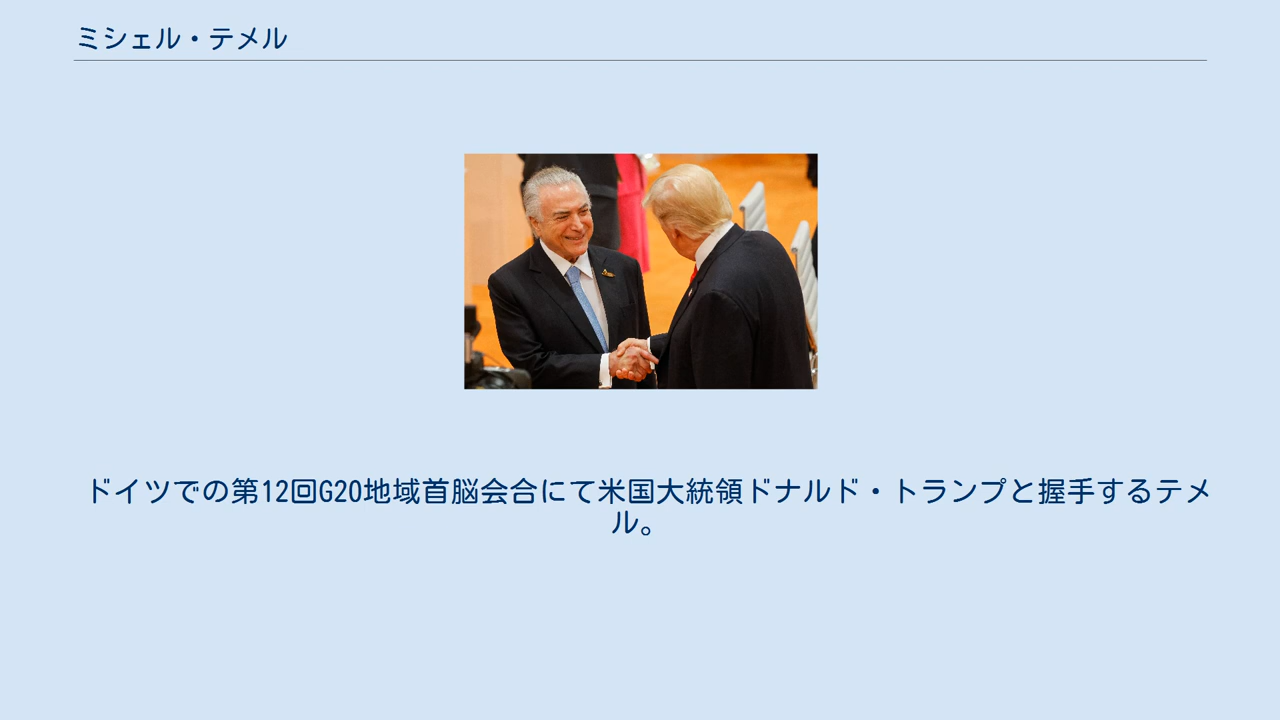 ミシェル・テメル
ドイツでの第12回G20地域首脳会合にて米国大統領ドナルド・トランプと握手するテメ
ル。